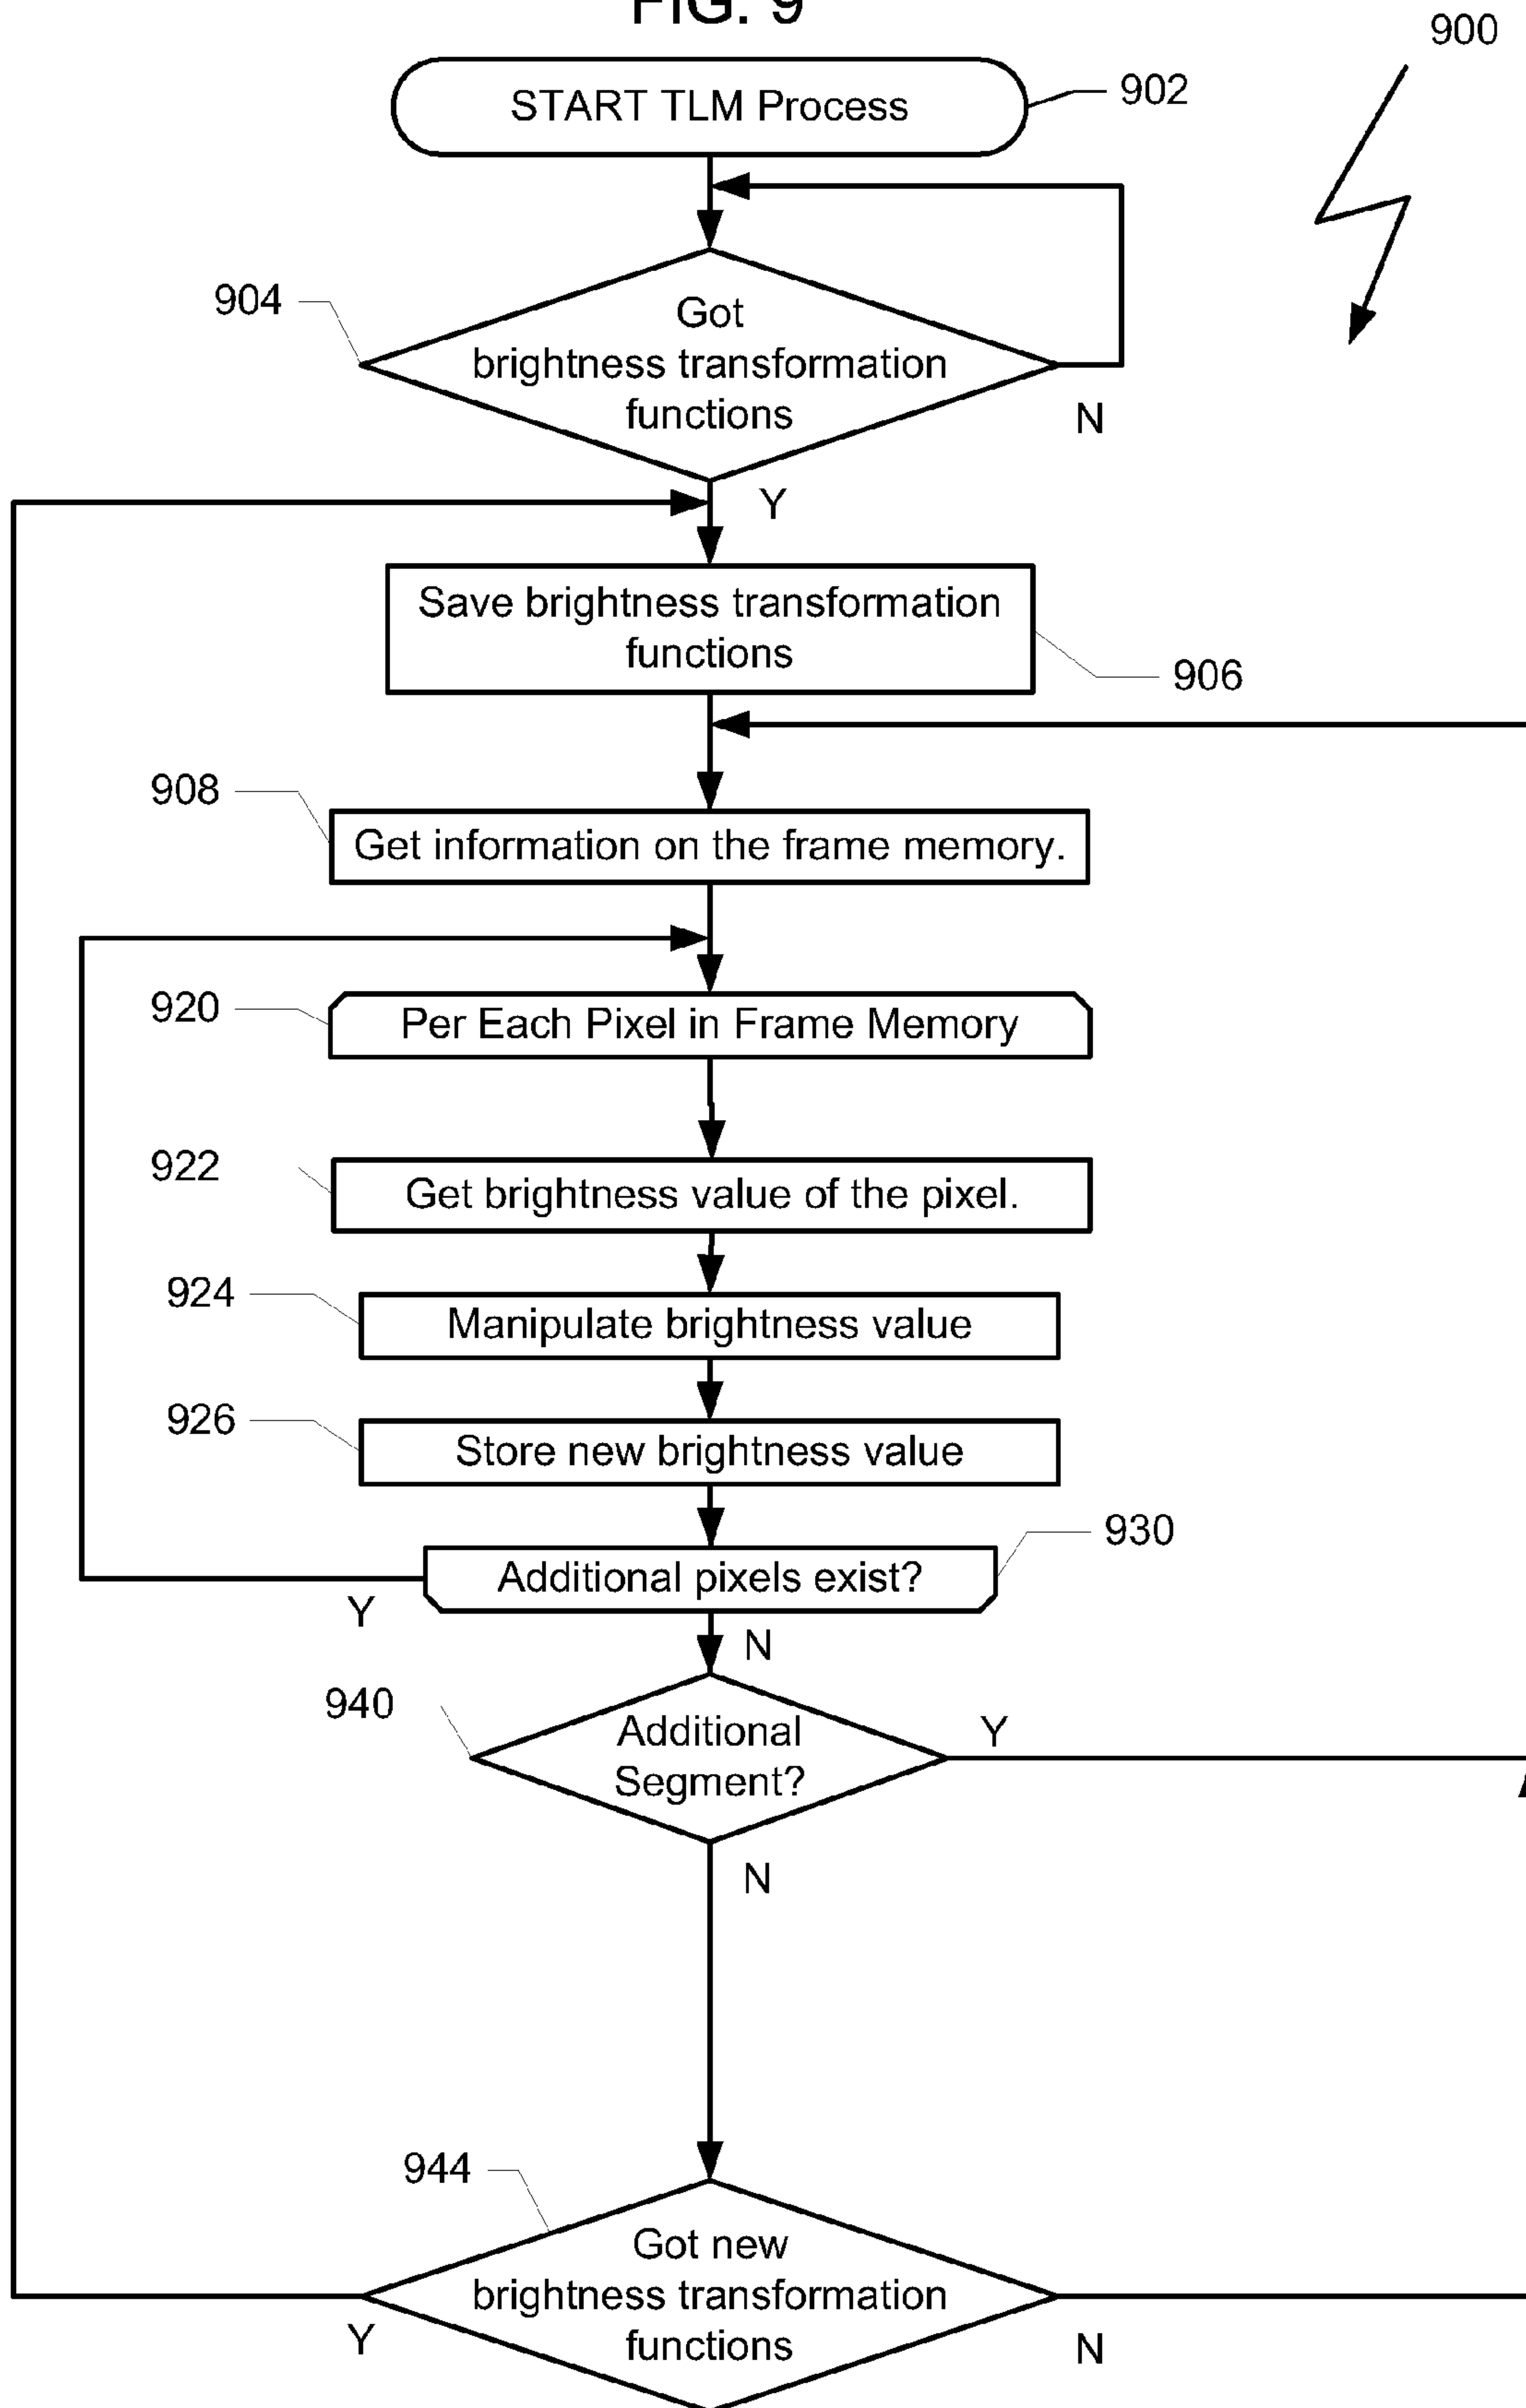 FIG. 9
900
START TLM Process
902
904
Got
brightness transformation
functions
N
Y
Save brightness transformation
functions
906
908
Get information on the frame memory.
920
Per Each Pixel in Frame Memory
922
Get brightness value of the pixel.
924
Manipulate brightness value
926
Store new brightness value
930
Additional pixels exist?
Y
N
940
Additional
Segment?
Y
N
944
Got new
brightness transformation
functions
Y
N